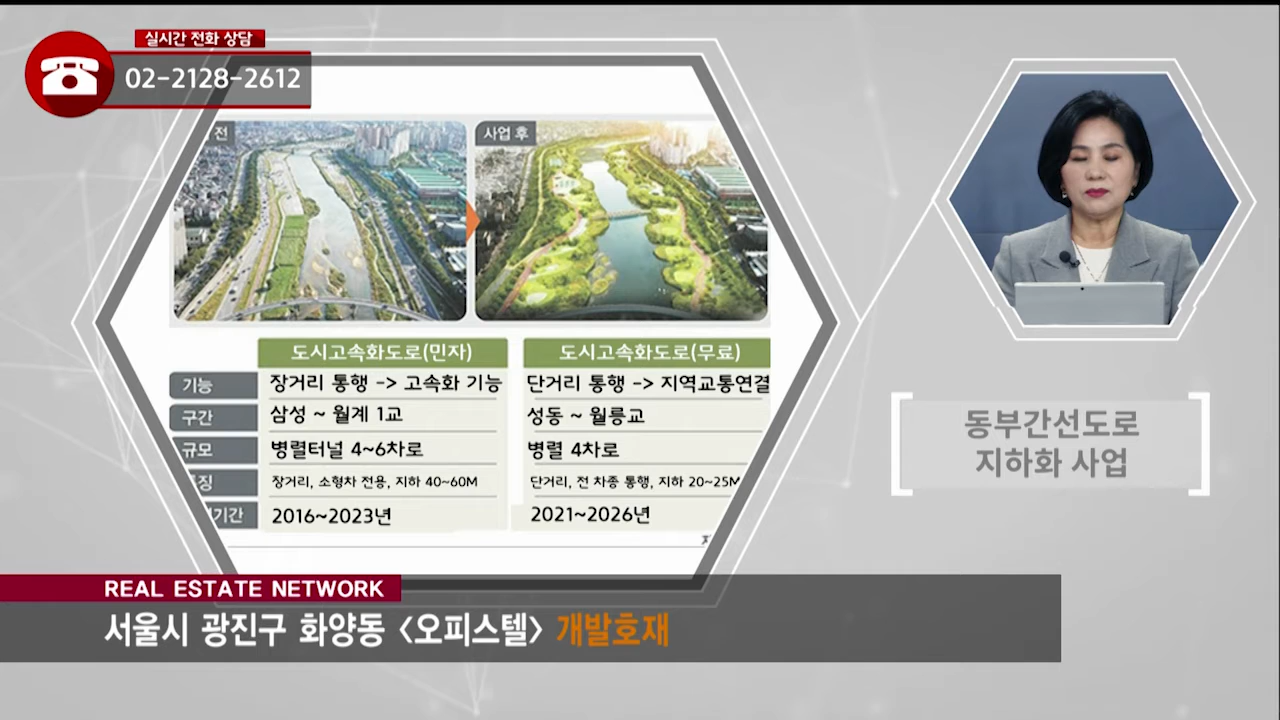 실시간 전화 상담
02-2128-2612
전
사업 후
도시고속화도로(민자)
도시고속화도로(무료)
기능
장거리 통행 -> 고속화 기능
단거리 통행 -> 지역교통연결
구간
삼성 ~ 월계 1교
성동 ~ 월릉교
규모
병렬터널 4~6차로
병렬 4차로
징
장거리, 소형차 전용, 지하 40~60M
단거리, 전 차종 통행, 지하 20~25M
기간
2016~2023년
2021~2026년
동부간선도로
지하화 사업
REAL ESTATE NETWORK
서울시 광진구 화양동 <오피스텔> 개발호재